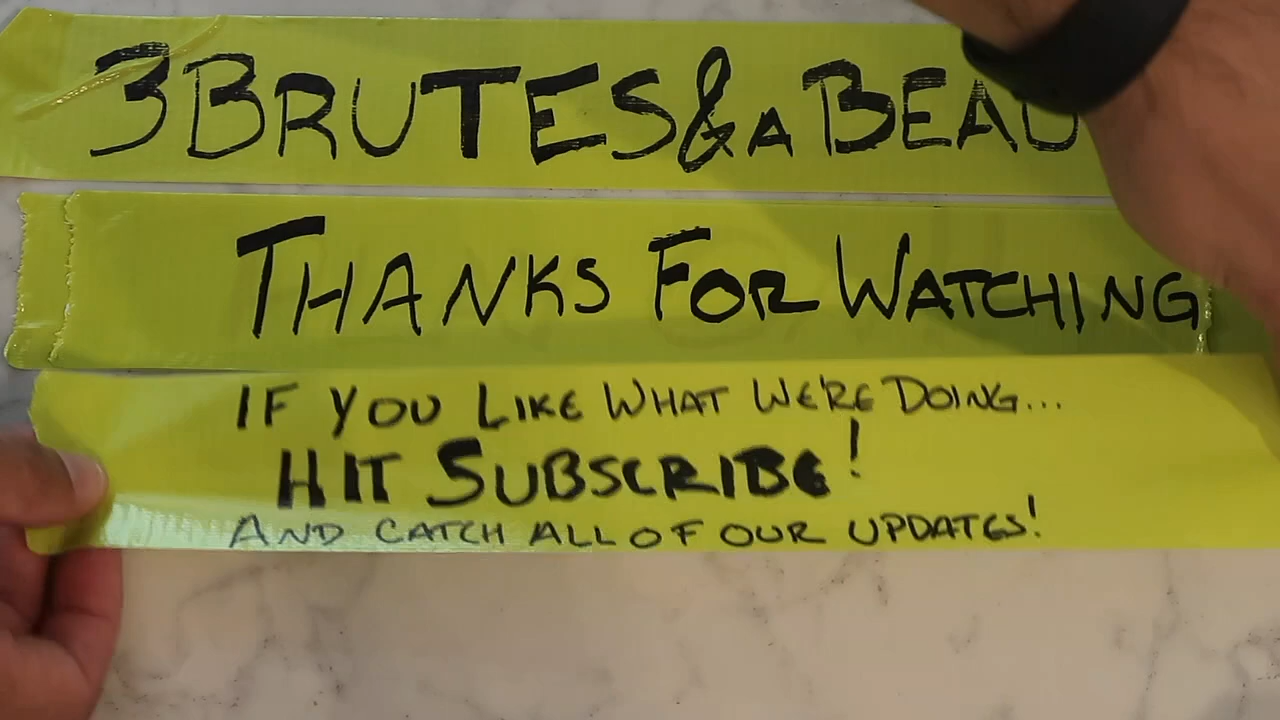 3BRUTES & A BEAU
THANKS FOR WATCHING
IF YOU LIKE WHAT WE'RE DOING...
HIT SUBSCRIBE!
AND CATCH ALL OF OUR UPDATES!